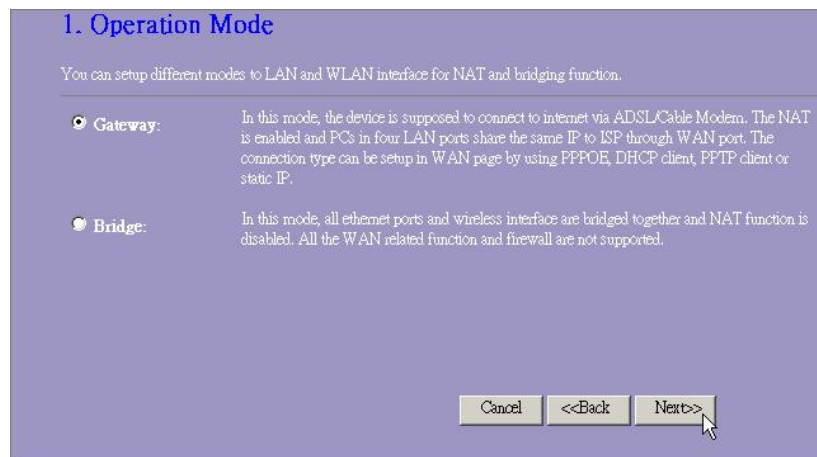 1. Operation Mode
You can setup different modes to LAN and WLAN interface for NAT and bridging function.
Gateway:
In this mode, the device is supposed to connect to internet via ADSL/Cable Modem. The NAT
is enabled and PCs in four LAN ports share the same IP to ISP through WAN port. The
connection type can be setup in WAN page by using PPPOE, DHCP client, PPTP client or
static IP.
Bridge:
In this mode, all ethernet ports and wireless interface are bridged together and NAT function is
disabled. All the WAN related function and firewall are not supported.
Cancel
<<Back
Next>>